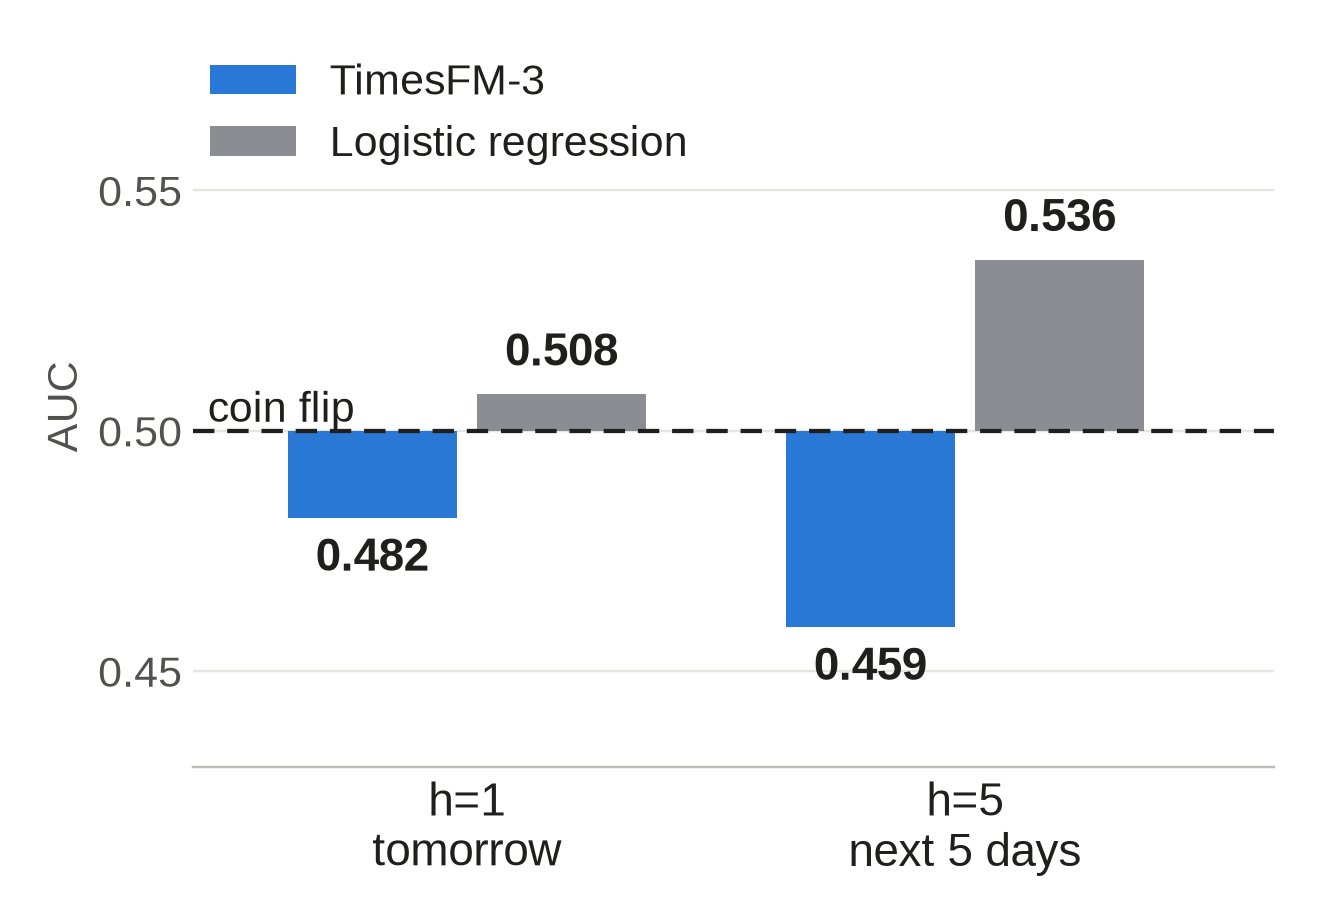 TimesFM-3
Logistic regression
0.55
0.536
0.508
coin flip
AUC
0.50
0.482
0.459
0.45
h=1
tomorrow
h=5
next 5 days